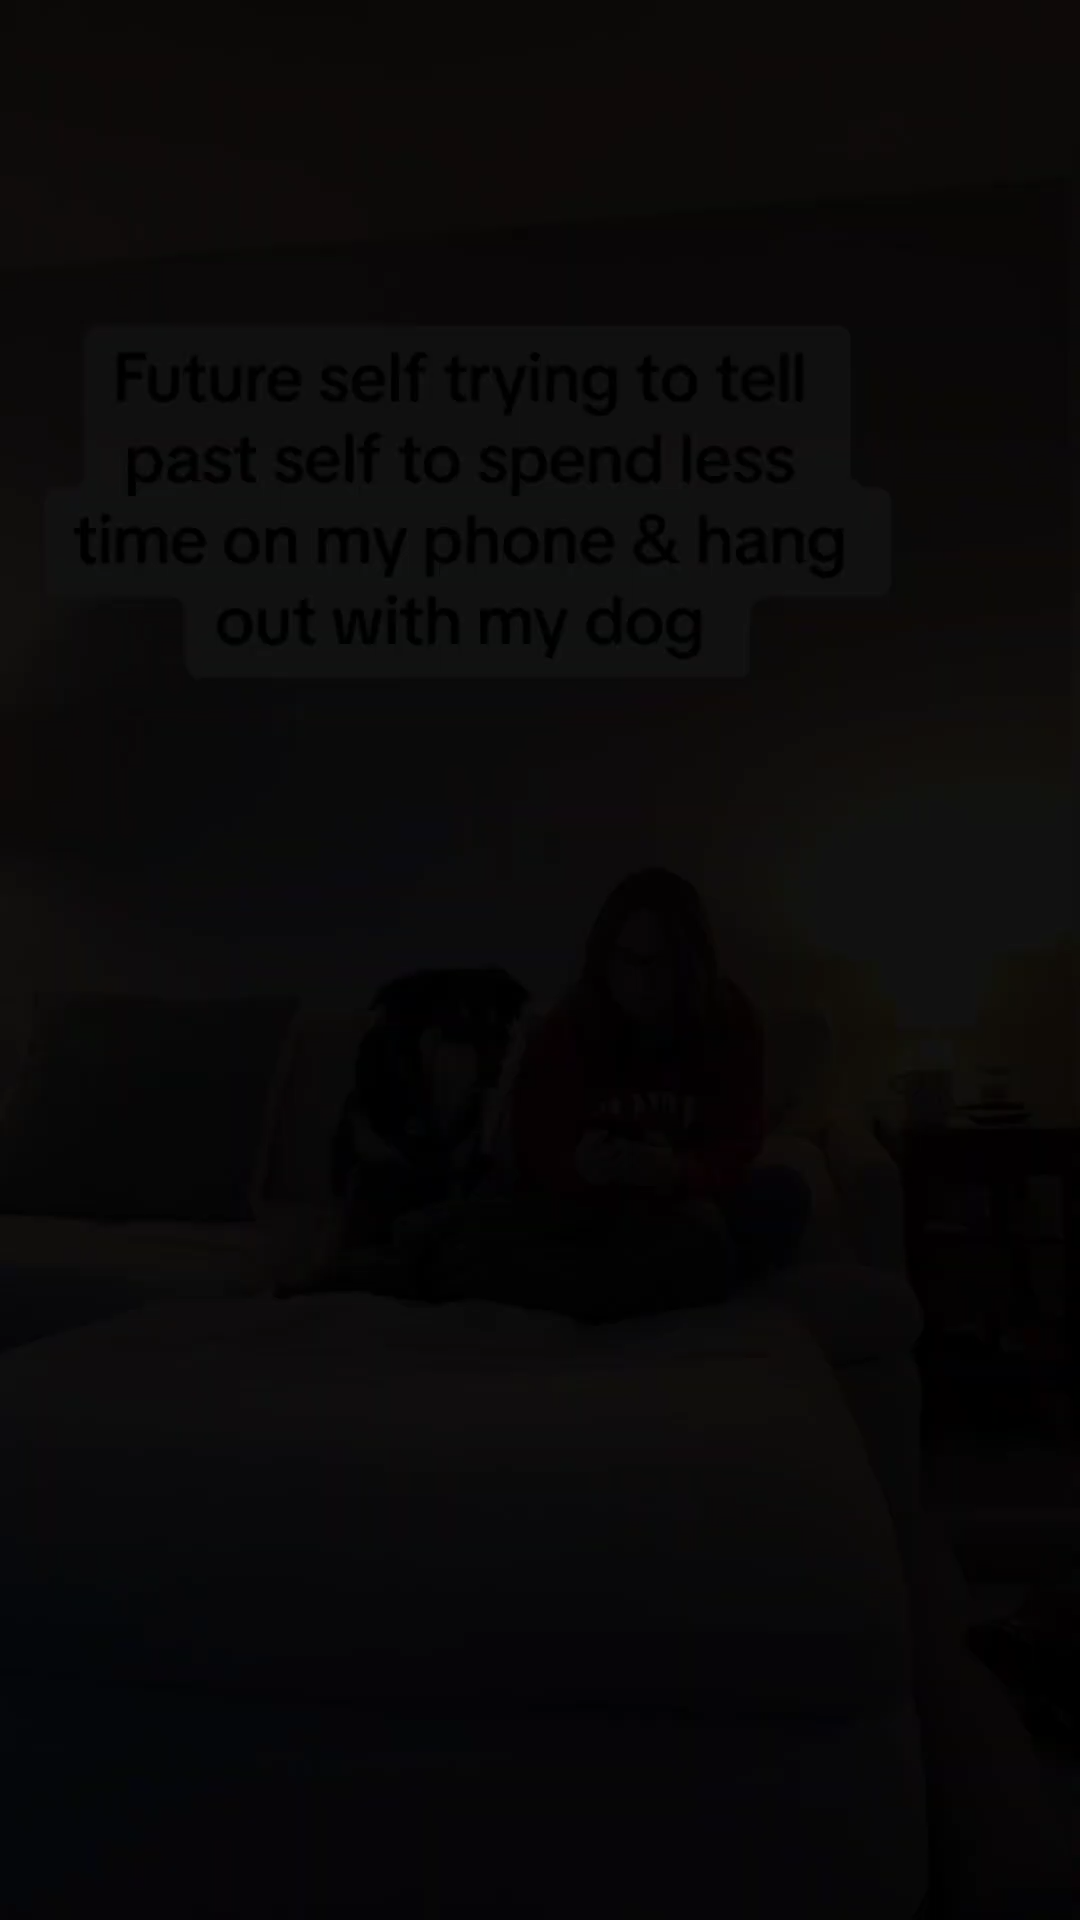 Future self trying to tell
past self to spend less
time on my phone & hang
out with my dog